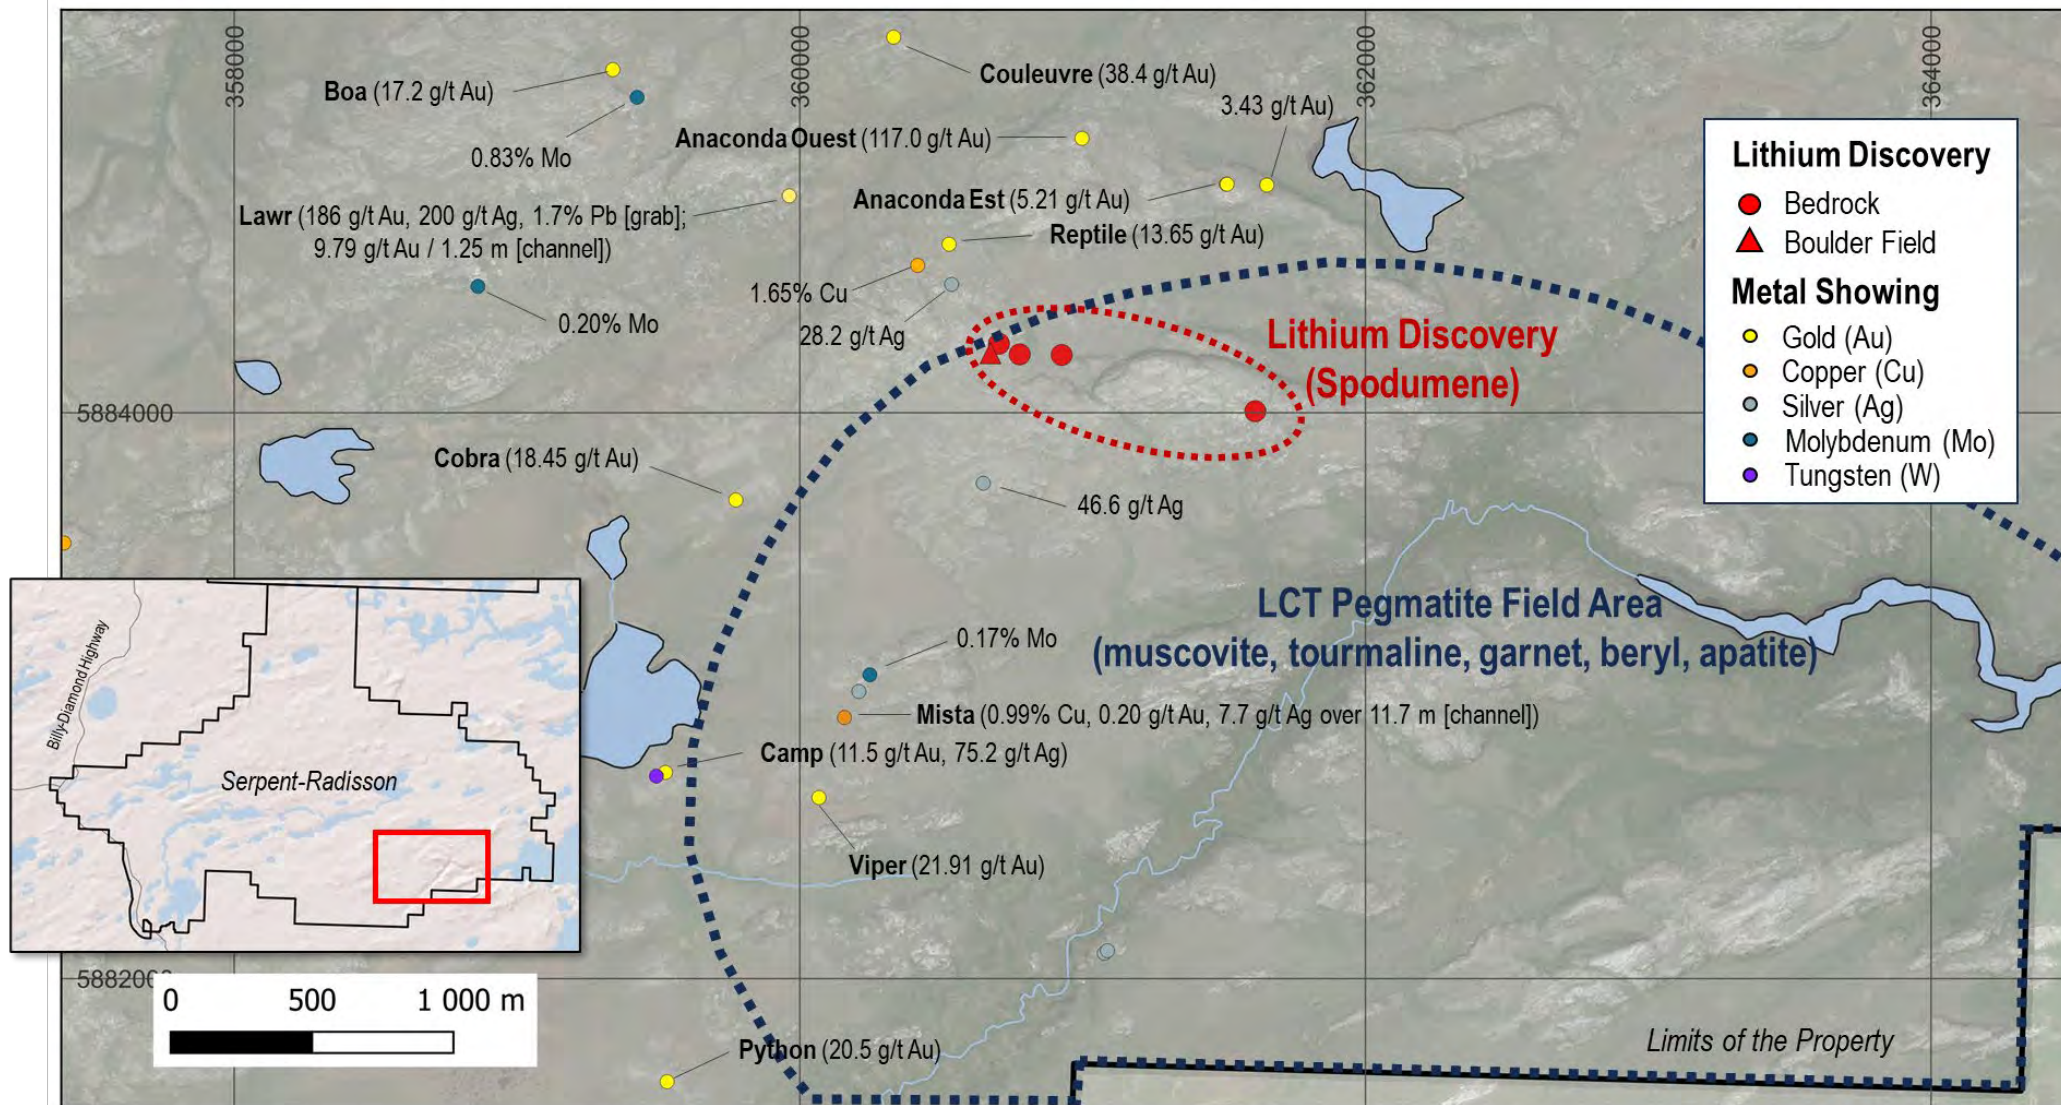 358000
360000
362000
364000
Couleuvre (38.4 g/t Au)
Boa (17.2 g/t Au)
3.43 g/t Au)
Anaconda Ouest (117.0 g/t Au)
0.83% Mo
Lithium Discovery
Bedrock
Boulder Field
Metal Showing
Gold (Au)
Copper (Cu)
Silver (Ag)
Molybdenum (Mo)
Tungsten (W)
Anaconda Est (5.21 g/t Au)
Lawr (186 g/t Au, 200 g/t Ag, 1.7% Pb [grab];
9.79 g/t Au / 1.25 m [channel])
Reptile (13.65 g/t Au)
1.65% Cu
0.20% Mo
28.2 g/t Ag
Lithium Discovery
(Spodumene)
5884000
Cobra (18.45 g/t Au)
46.6 g/t Ag
LCT Pegmatite Field Area
(muscovite, tourmaline, garnet, beryl, apatite)
0.17% Mo
Mista (0.99% Cu, 0.20 g/t Au, 7.7 g/t Ag over 11.7 m [channel])
Camp (11.5 g/t Au, 75.2 g/t Ag)
Billy-Diamond Highway
Serpent-Radisson
Viper (21.91 g/t Au)
5882000
0 500 1 000 m
Python (20.5 g/t Au)
Limits of the Property